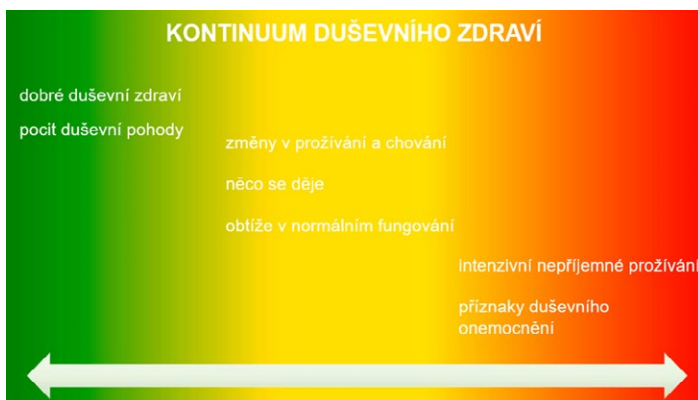 KONTINUUM DUŠEVNÍHO ZDRAVÍ
dobré duševní zdraví
pocit duševní pohody
změny v prožívání a chování
něco se děje
obtíže v normálním fungování
intenzivní nepříjemné prožívání
příznaky duševního
onemocnění